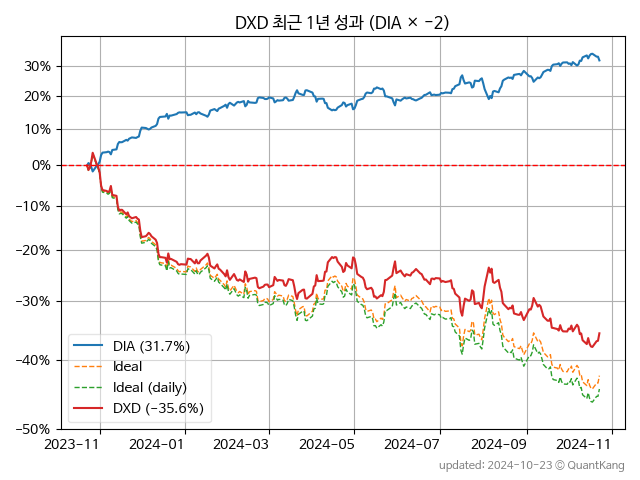 DXD 최근 1년 성과 (DIA × −2)
30%
20%
10%
0%
−10%
−20%
−30%
−40%
−50%
DIA (31.7%)
Ideal
Ideal (daily)
DXD (−35.6%)
2023-11 2024-01 2024-03 2024-05 2024-07 2024-09 2024-11
updated: 2024-10-23 © QuantKang